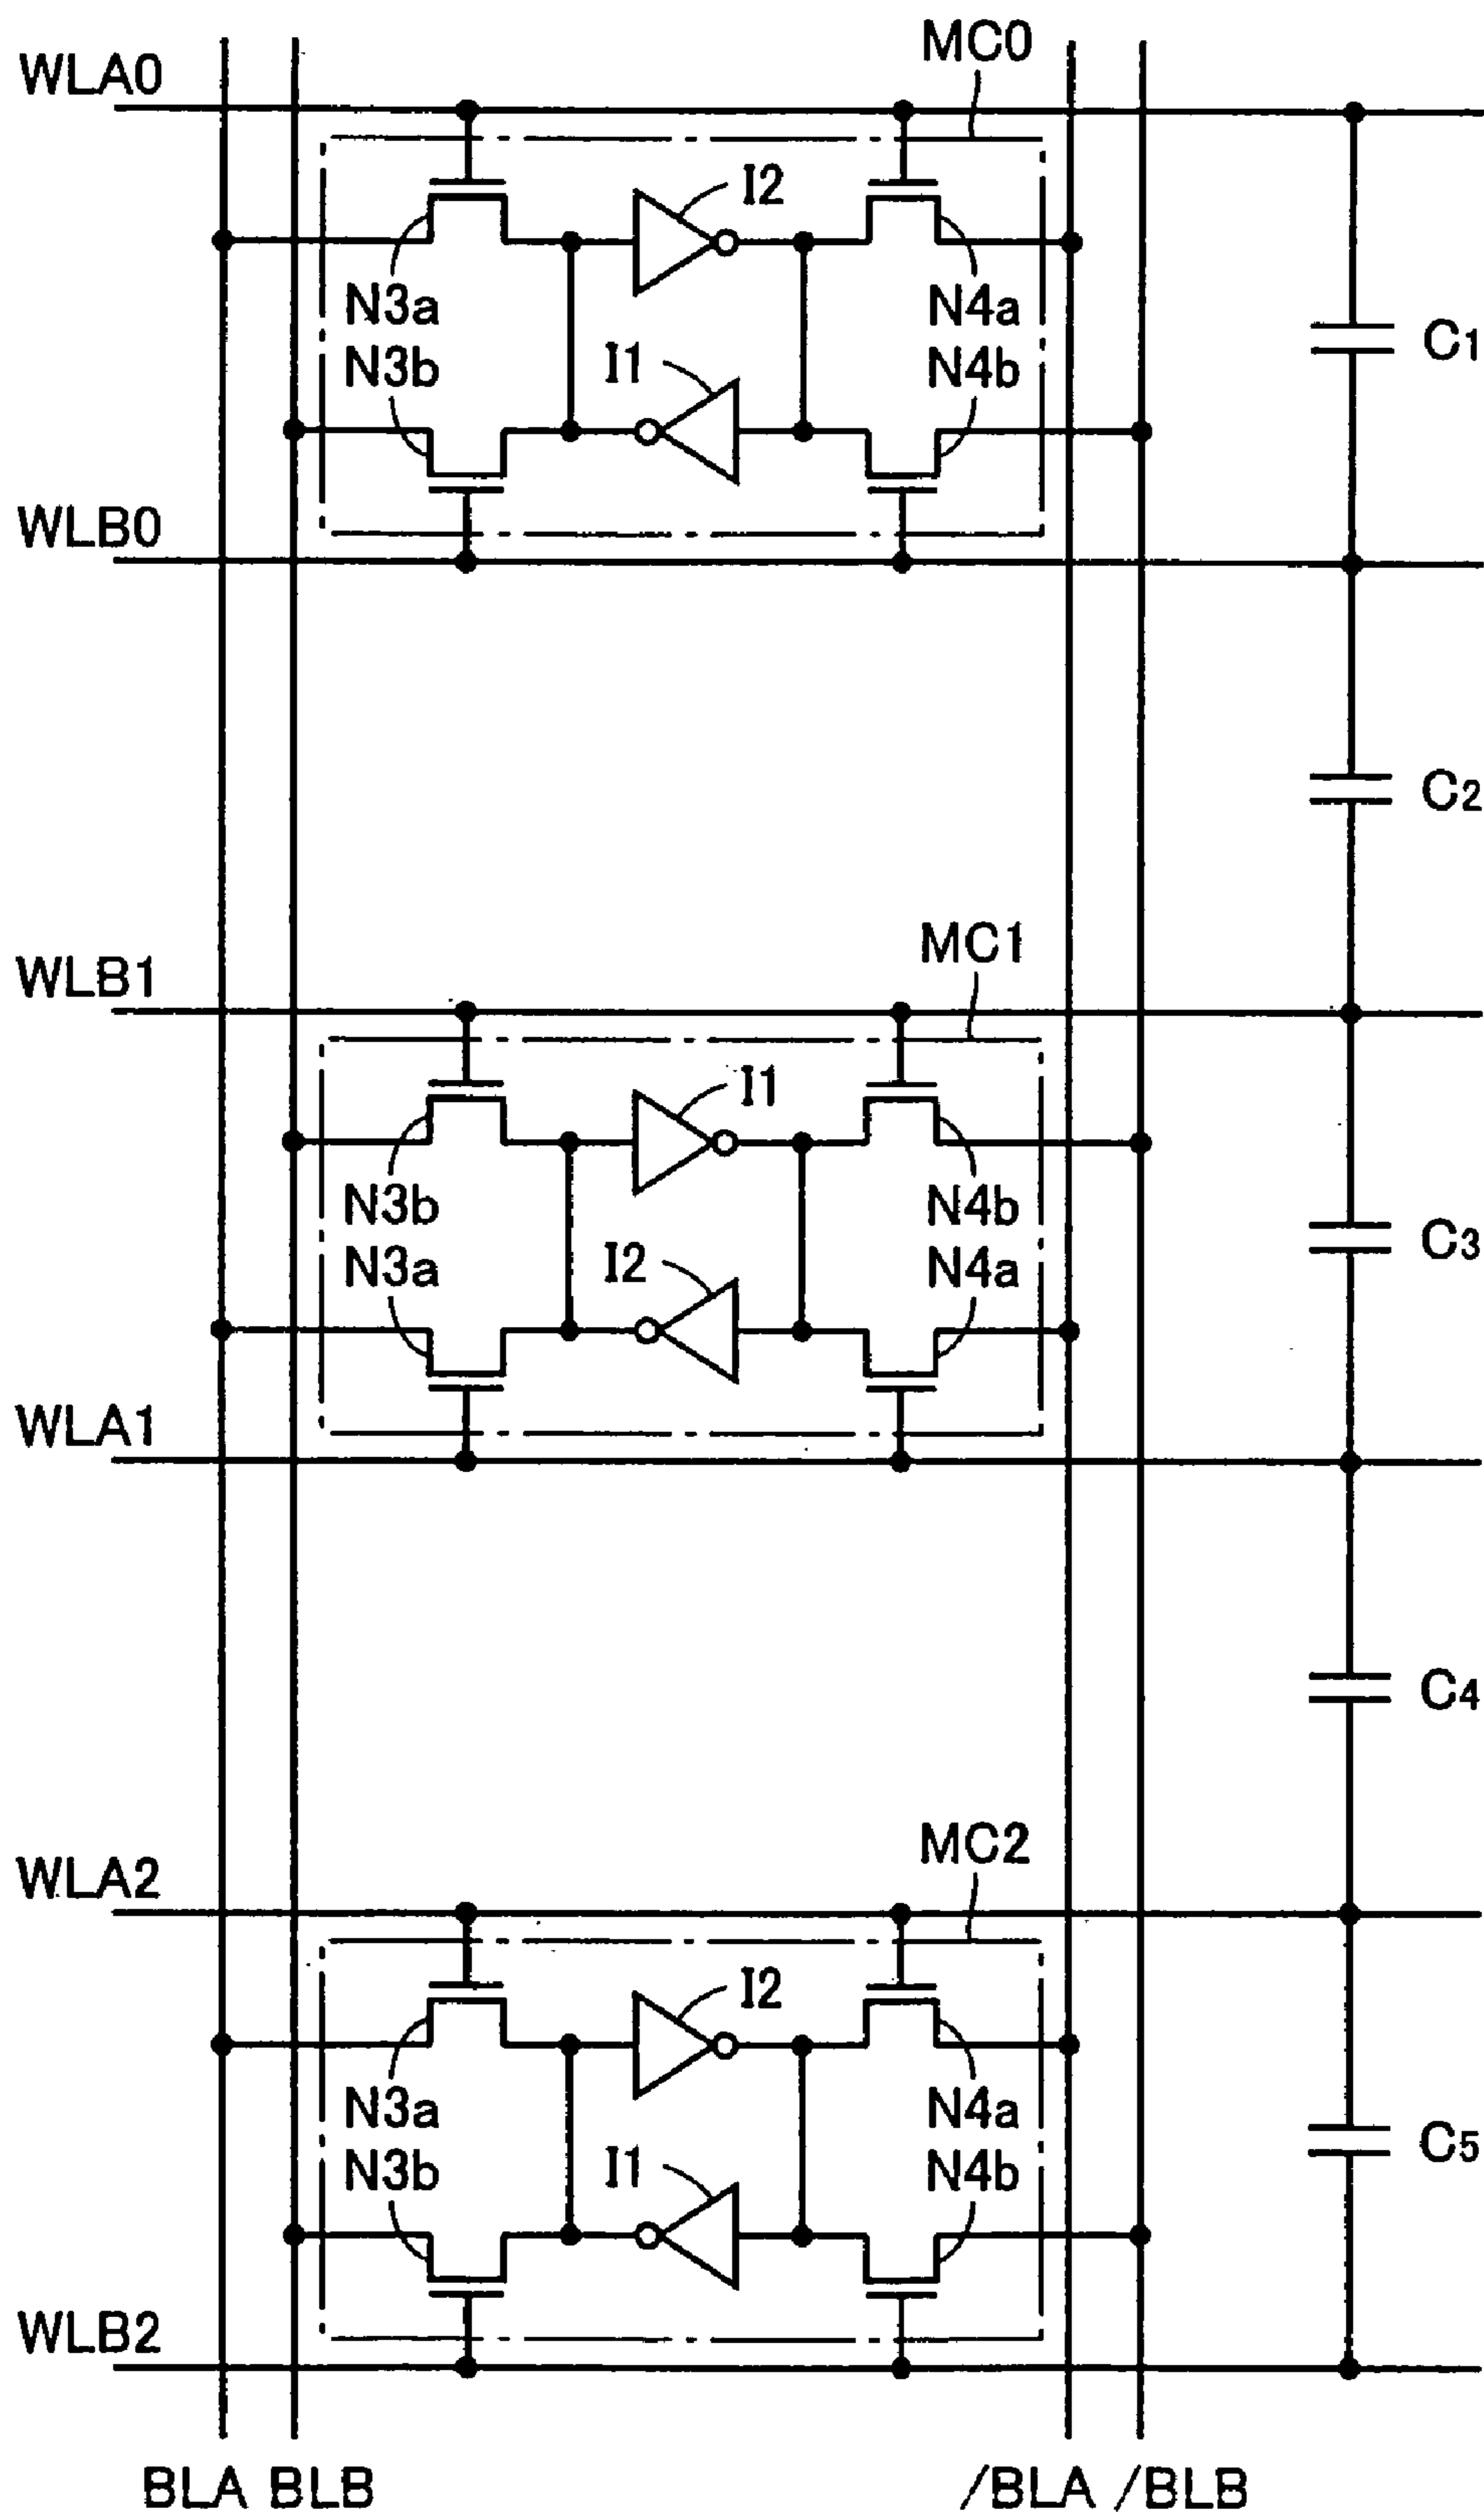 MC0
WLA0
I2
N3a
N4a
C1
N3b
I1
N4b
WLB0
C2
MC1
WLB1
I1
N3b
N4b
C3
N3a
I2
N4a
WLA1
C4
MC2
WLA2
I2
N3a
N4a
C5
N3b
I1
N4b
WLB2
BLA BLB /BLA /BLB